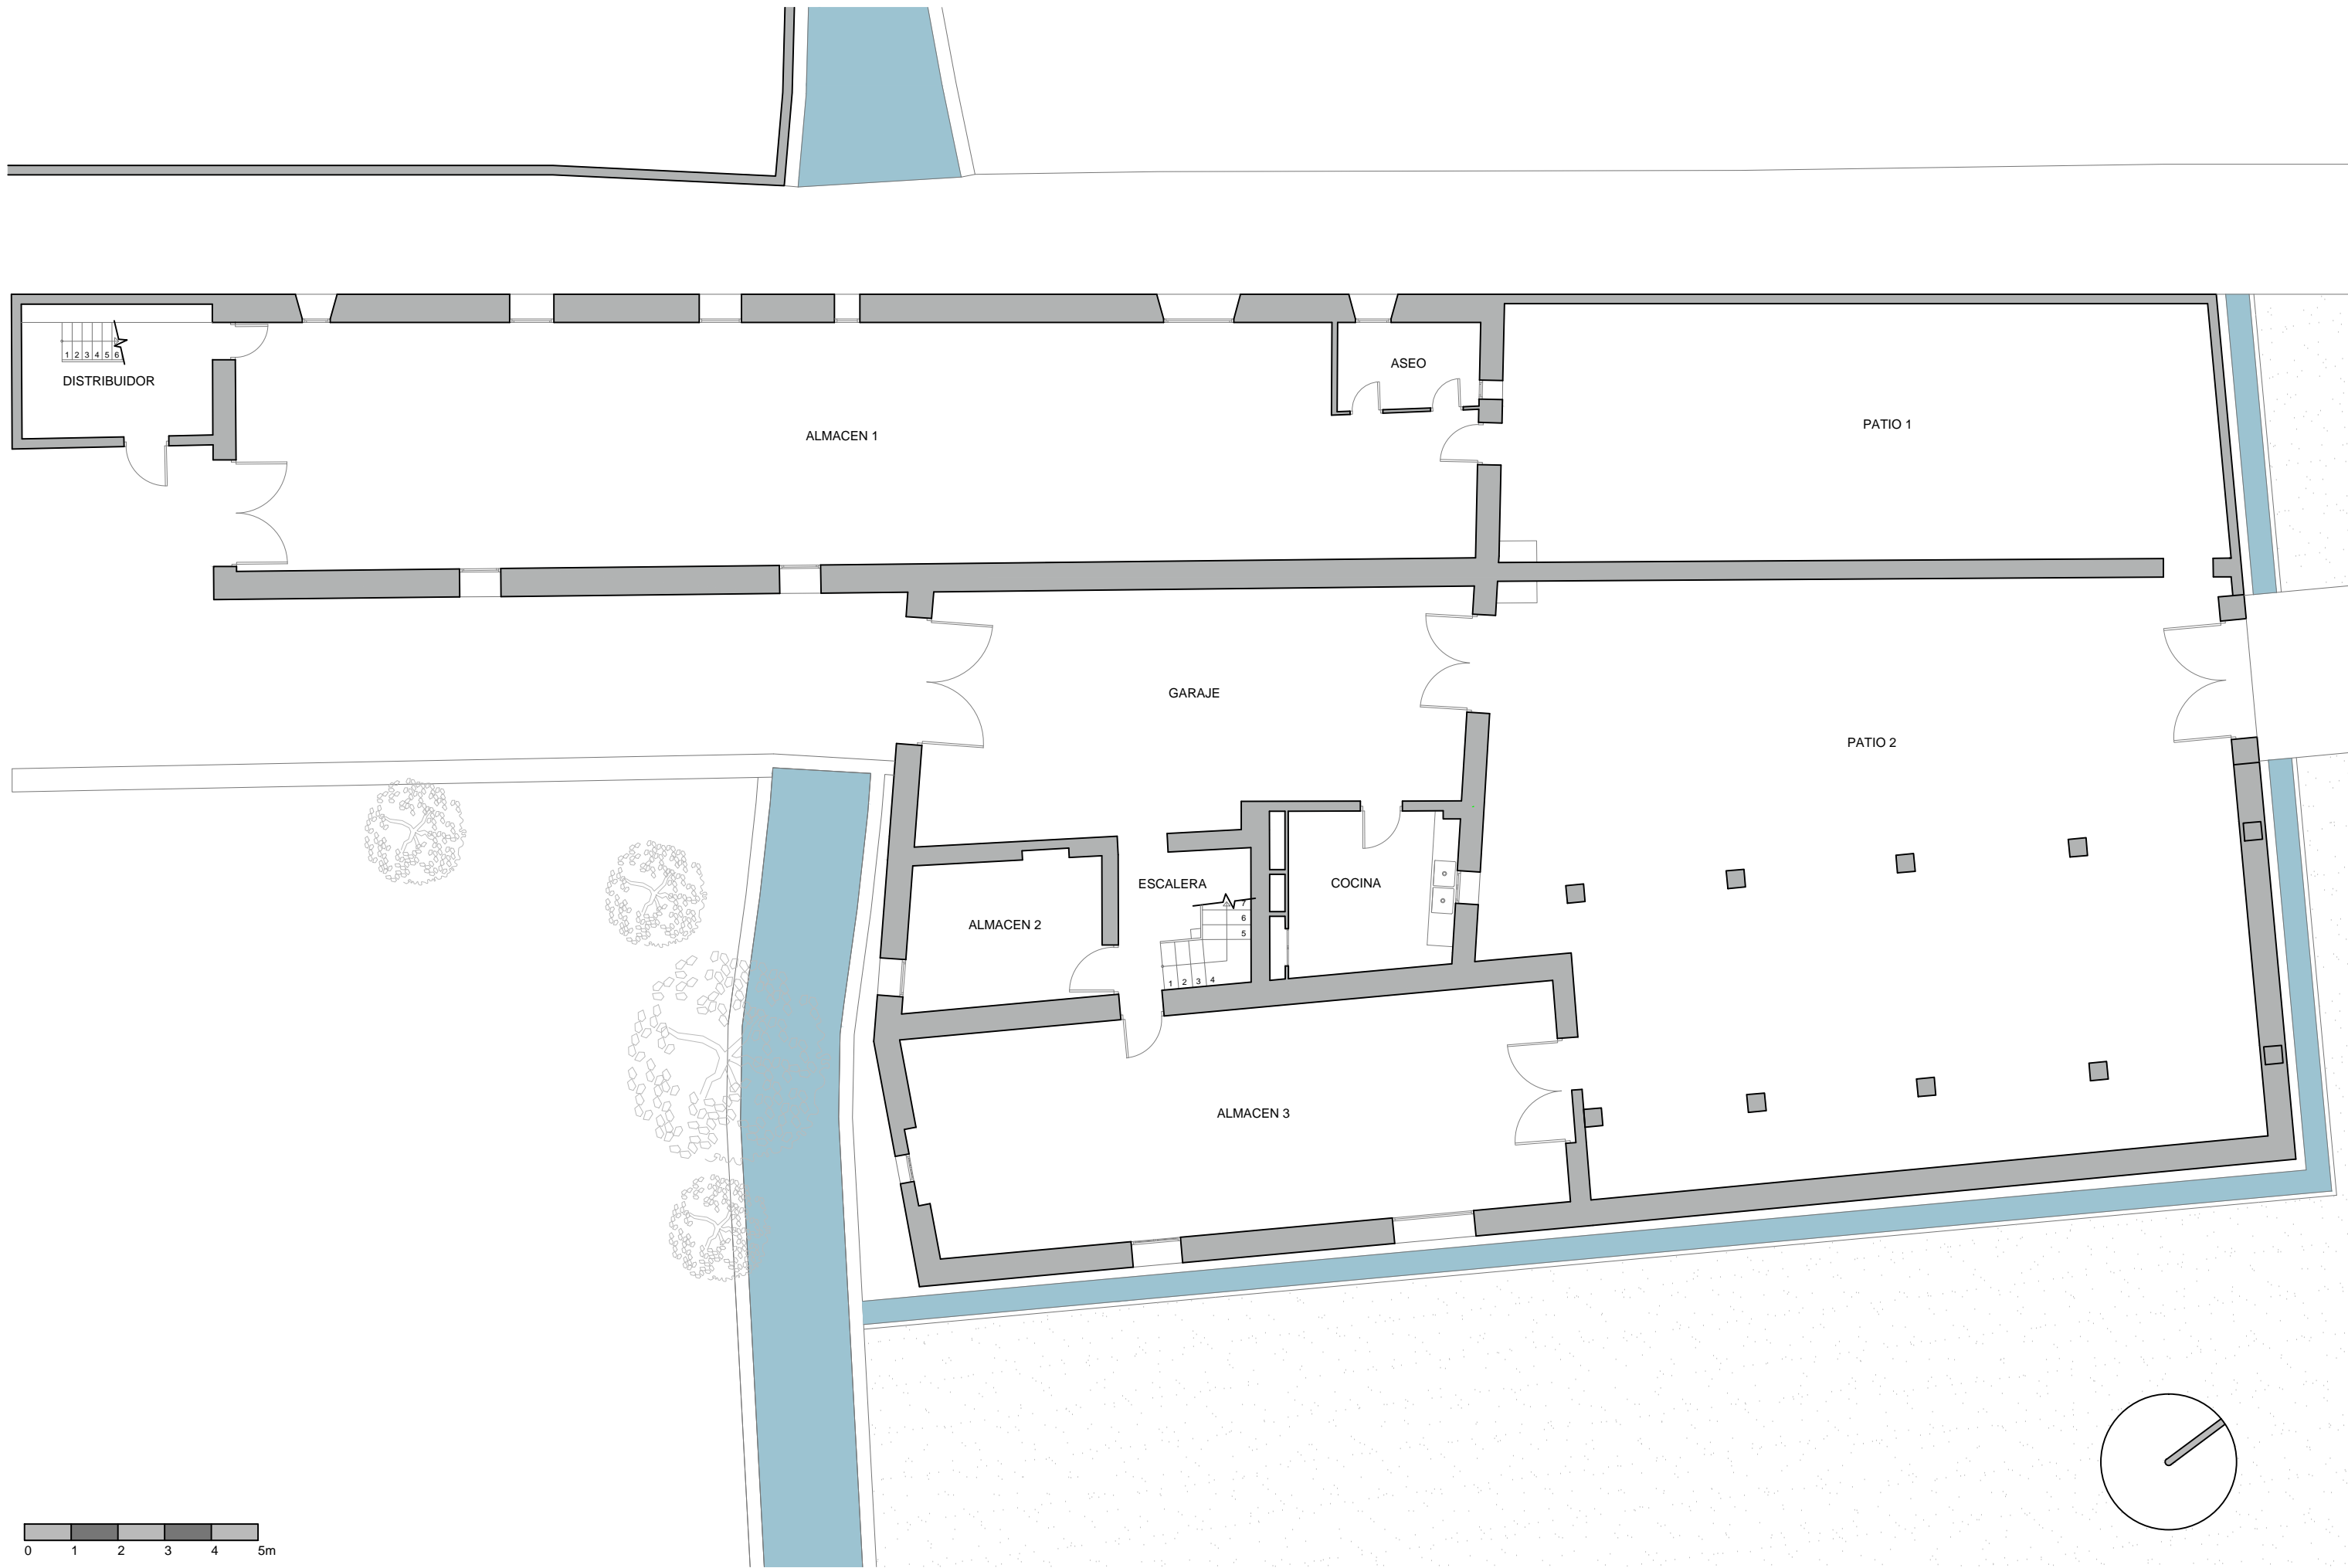 ASEO
1 2 3 4 5 6
DISTRIBUIDOR
ALMACEN 1
PATIO 1
GARAJE
PATIO 2
ESCALERA
COCINA
7
6
5
ALMACEN 2
1 2 3 4
ALMACEN 3
0 1 2 3 4 5m